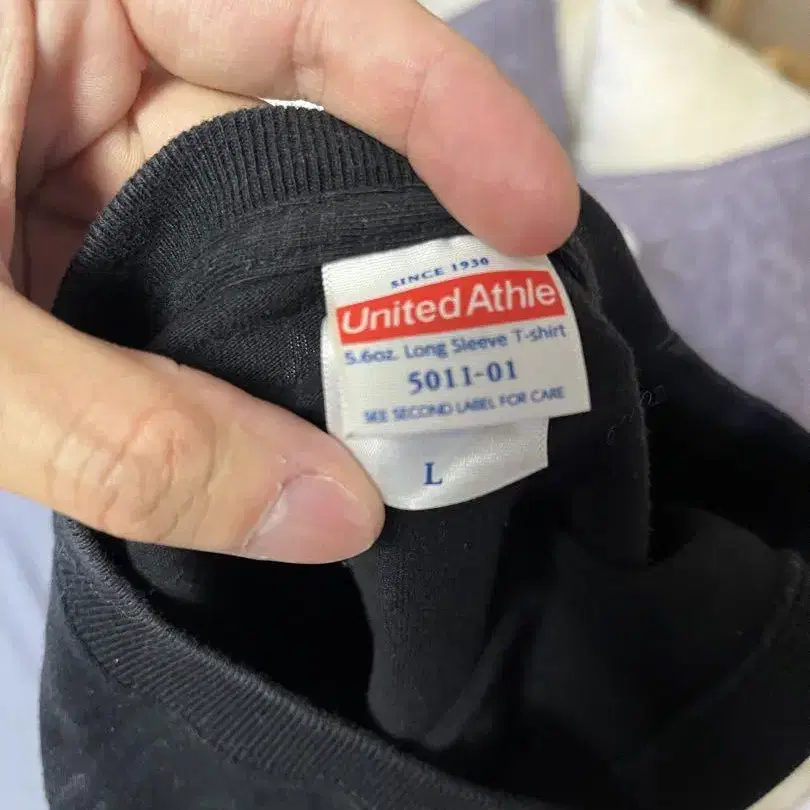 SINCE 1930
United Athle
5.6oz. Long Sleeve T-shirt
5011-01
SEE SECOND LABEL FOR CARE
L